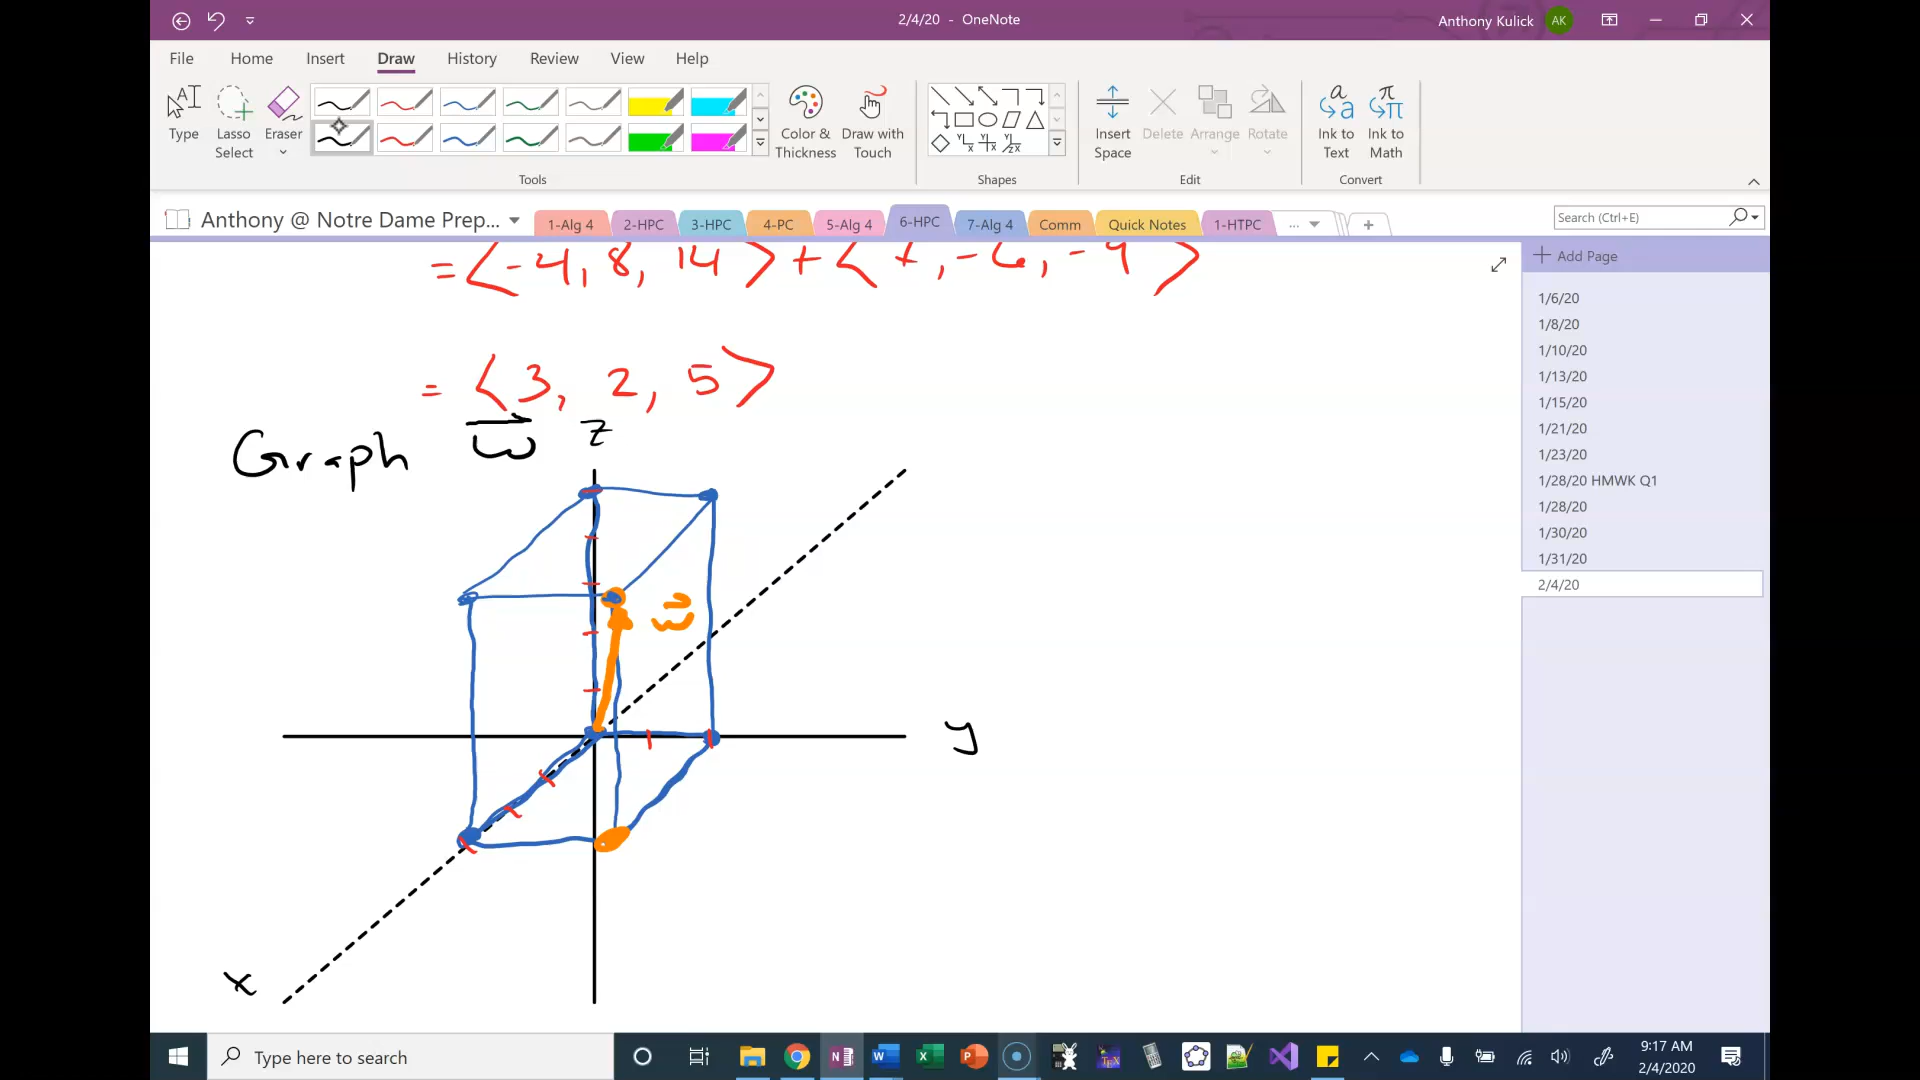 2/4/20 - OneNote
Anthony Kulick AK
File Home Insert Draw History Review View Help
Type
Lasso Select
Eraser
Tools
Color & Thickness
Draw with Touch
Shapes
Insert Space
Delete
Arrange
Rotate
Edit
Ink to Text
Ink to Math
Convert
Anthony @ Notre Dame Prep...
1-Alg 4 2-HPC 3-HPC 4-PC 5-Alg 4 6-HPC 7-Alg 4 Comm Quick Notes 1-HTPC ...
Search (Ctrl+E)
Add Page
1/6/20
1/8/20
1/10/20
1/13/20
1/15/20
1/21/20
1/23/20
1/28/20 HMWK Q1
1/28/20
1/30/20
1/31/20
2/4/20
= <-4, 8, 14> + <7, -6, -9>
= <3, 2, 5>
Graph w
z
w
y
x
Type here to search
9:17 AM
2/4/2020